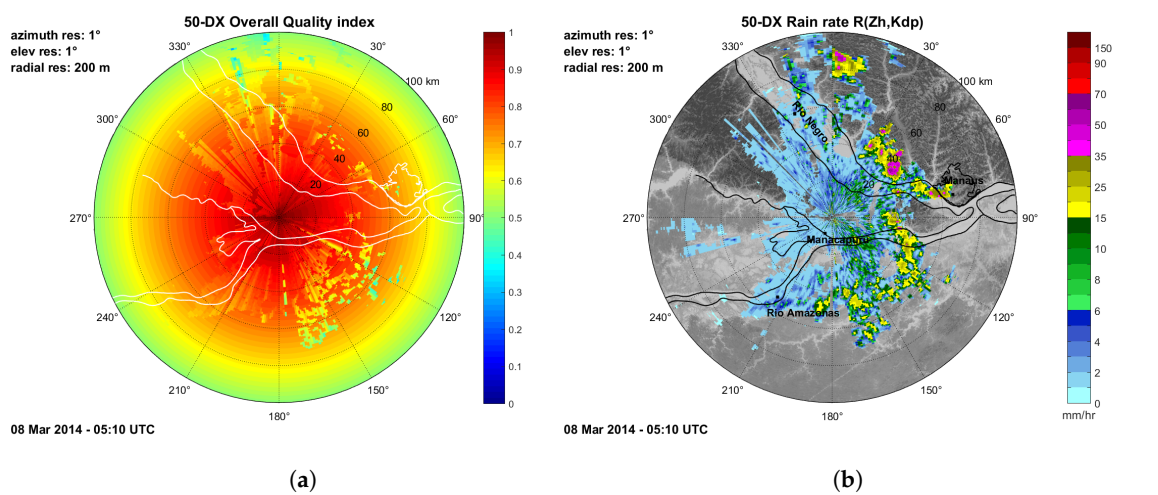 50-DX Overall Quality index
azimuth res: 1°
elev res: 1°
radial res: 200 m
330°
30°
100 km
80
60
40
20
300°
60°
270°
90°
240°
120°
210°
150°
180°
1
0.9
0.8
0.7
0.6
0.5
0.4
0.3
0.2
0.1
0
08 Mar 2014 - 05:10 UTC
(a)
50-DX Rain rate R(Zh,Kdp)
azimuth res: 1°
elev res: 1°
radial res: 200 m
330°
30°
100 km
80
60
40
20
300°
60°
270°
90°
240°
120°
210°
150°
180°
Rio Negro
Manaus
Manacapuru
Rio Amazonas
150
90
70
50
35
25
15
10
8
6
4
2
0
mm/hr
08 Mar 2014 - 05:10 UTC
(b)